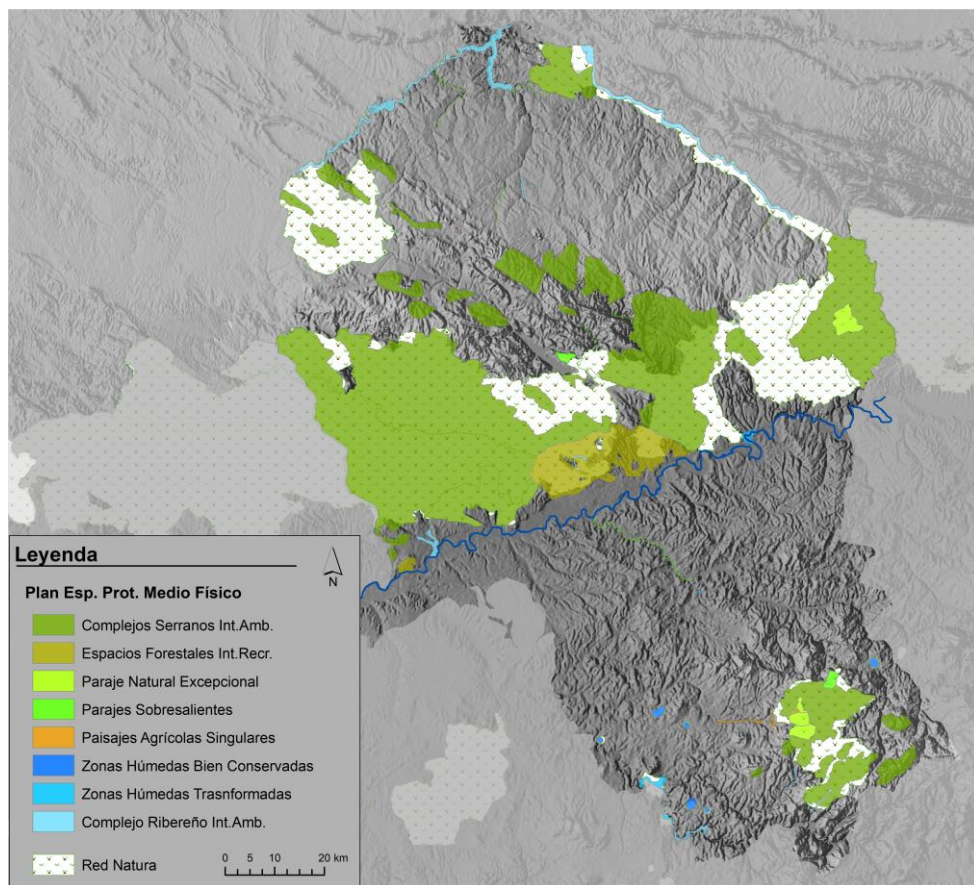 Leyenda
N
Plan Esp. Prot. Medio Físico
Complejos Serranos Int.Amb.
Espacios Forestales Int.Recr.
Paraje Natural Excepcional
Parajes Sobresalientes
Paisajes Agrícolas Singulares
Zonas Húmedas Bien Conservadas
Zonas Húmedas Trasnformadas
Complejo Ribereño Int.Amb.
Red Natura
0 5 10 20 km